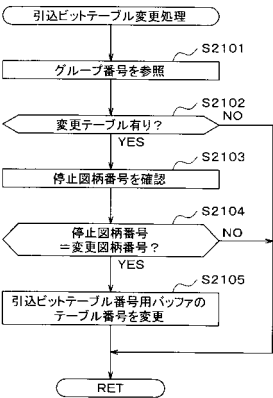 引込ビットテーブル変更処理
S2101
グループ番号を参照
S2102
変更テーブル有り?
NO
YES
S2103
停止図柄番号を確認
S2104
停止図柄番号
=変更図柄番号?
NO
YES
S2105
引込ビットテーブル番号用バッファの
テーブル番号を変更
RET